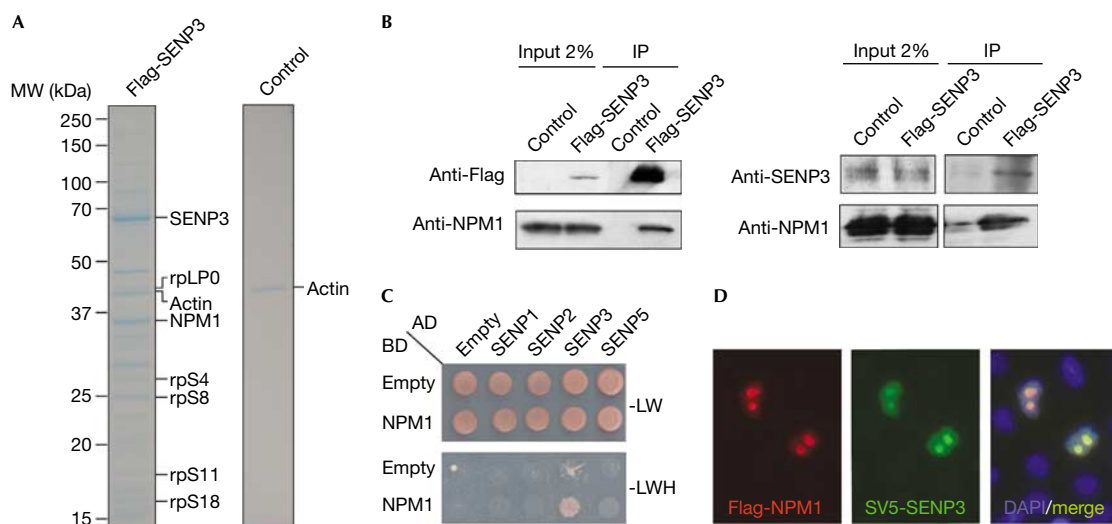 A
Flag-SENP3
Control
MW (kDa)
250
150
100
70
50
37
25
20
15
SENP3
rpLP0
Actin
NPM1
rpS4
rpS8
rpS11
rpS18
Actin
B
Input 2%
IP
Control
Flag-SENP3
Control
Flag-SENP3
Anti-Flag
Anti-NPM1
Input 2%
IP
Control
Flag-SENP3
Control
Flag-SENP3
Anti-SENP3
Anti-NPM1
C
AD
BD
Empty
SENP1
SENP2
SENP3
SENP5
Empty
NPM1
-LW
Empty
NPM1
-LWH
D
Flag-NPM1
SV5-SENP3
DAPI/merge